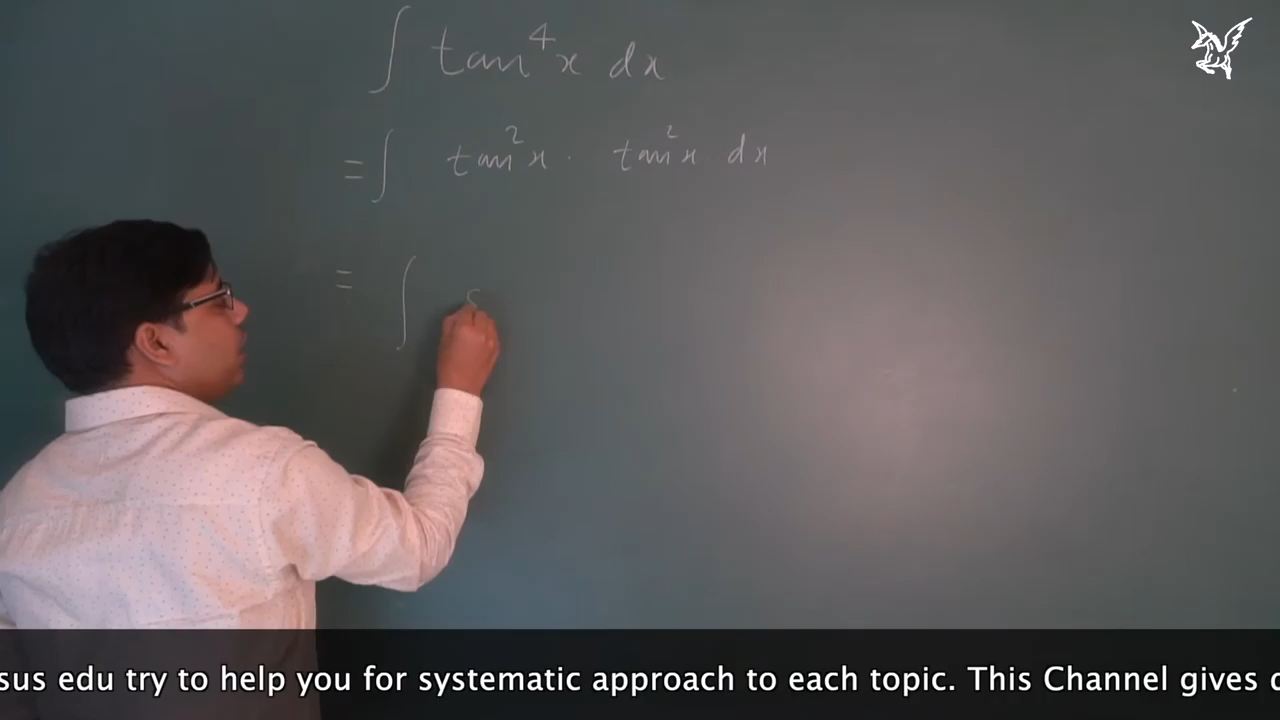 ∫ tan⁴x dx
= ∫ tan²x · tan²x dx
= ∫ s
sus edu try to help you for systematic approach to each topic. This Channel gives